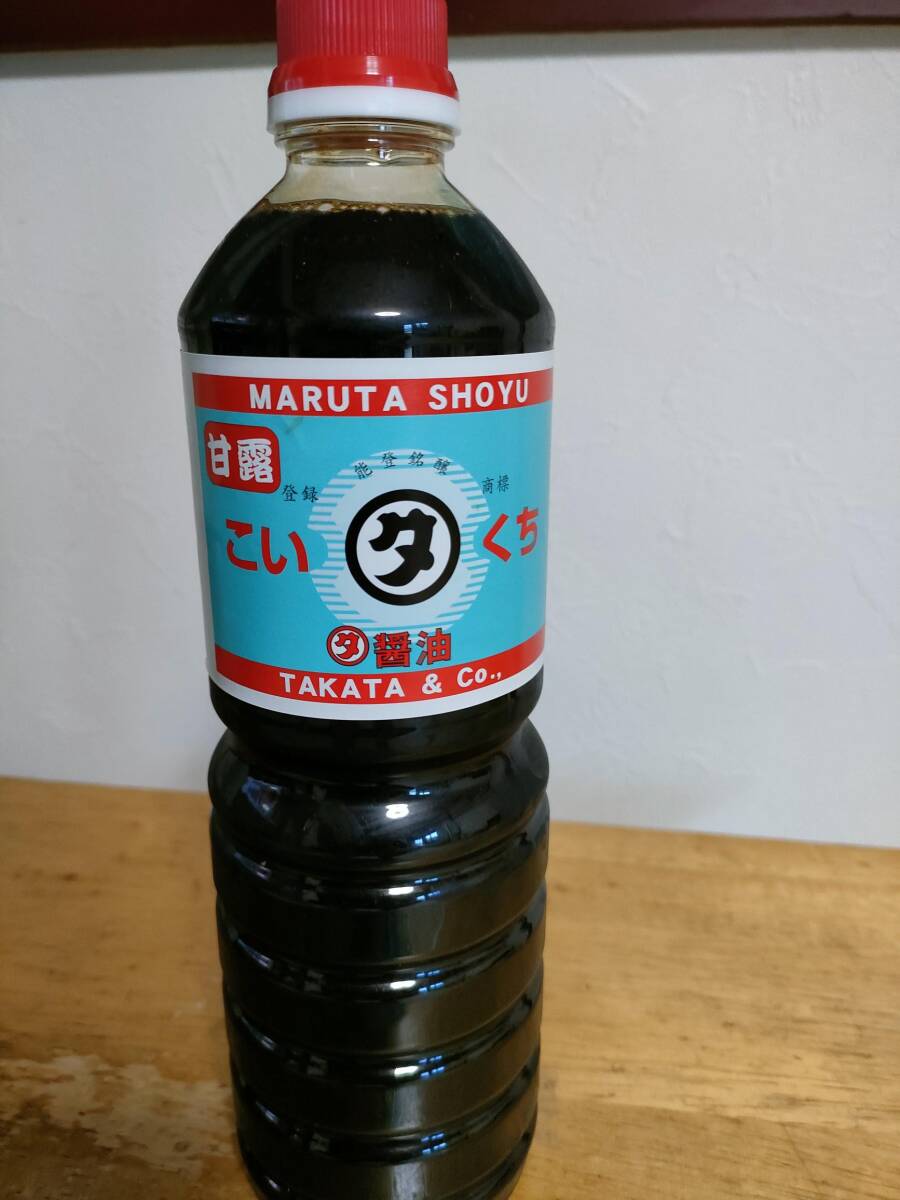 MARUTA SHOYU
甘露
能登銘醸
登録 商標
こい タ くち
タ 醤油
TAKATA & Co.,